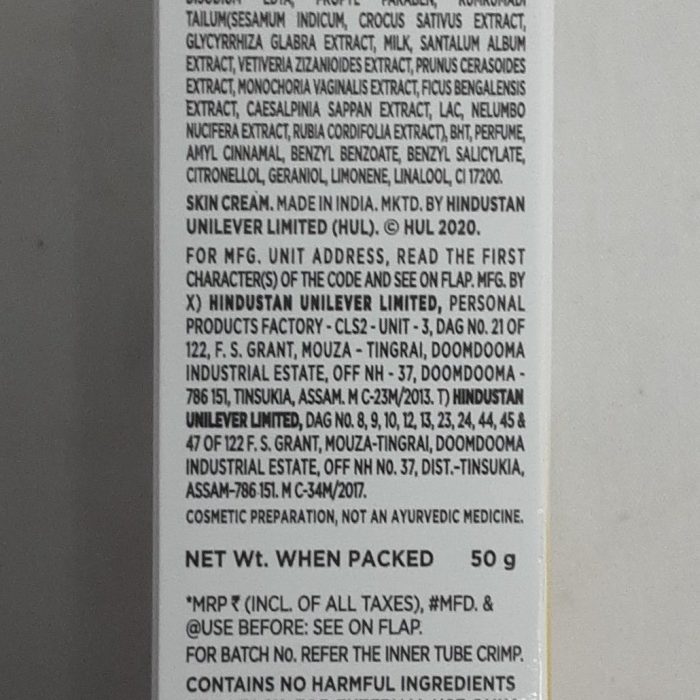 DISODIUM EDTA, PROPYL PARABEN, KUMKUMADI
TAILUM(SESAMUM INDICUM, CROCUS SATIVUS EXTRACT,
GLYCYRRHIZA GLABRA EXTRACT, MILK, SANTALUM ALBUM
EXTRACT, VETIVERIA ZIZANIOIDES EXTRACT, PRUNUS CERASOIDES
EXTRACT, MONOCHORIA VAGINALIS EXTRACT, FICUS BENGALENSIS
EXTRACT, CAESALPINIA SAPPAN EXTRACT, LAC, NELUMBO
NUCIFERA EXTRACT, RUBIA CORDIFOLIA EXTRACT), BHT, PERFUME,
AMYL CINNAMAL, BENZYL BENZOATE, BENZYL SALICYLATE,
CITRONELLOL, GERANIOL, LIMONENE, LINALOOL, CI 17200.
SKIN CREAM. MADE IN INDIA. MKTD. BY HINDUSTAN
UNILEVER LIMITED (HUL). © HUL 2020.
FOR MFG. UNIT ADDRESS, READ THE FIRST
CHARACTER(S) OF THE CODE AND SEE ON FLAP. MFG. BY
X) HINDUSTAN UNILEVER LIMITED, PERSONAL
PRODUCTS FACTORY - CLS2 - UNIT - 3, DAG NO. 21 OF
122, F. S. GRANT, MOUZA - TINGRAI, DOOMDOOMA
INDUSTRIAL ESTATE, OFF NH - 37, DOOMDOOMA -
786 151, TINSUKIA, ASSAM. M C-23M/2013. T) HINDUSTAN
UNILEVER LIMITED, DAG NO. 8, 9, 10, 12, 13, 23, 24, 44, 45 &
47 OF 122 F. S. GRANT, MOUZA-TINGRAI, DOOMDOOMA
INDUSTRIAL ESTATE, OFF NH NO. 37, DIST.-TINSUKIA,
ASSAM-786 151. M C-34M/2017.
COSMETIC PREPARATION, NOT AN AYURVEDIC MEDICINE.
NET Wt. WHEN PACKED 50 g
*MRP ₹ (INCL. OF ALL TAXES), #MFD. &
@USE BEFORE: SEE ON FLAP.
FOR BATCH No. REFER THE INNER TUBE CRIMP.
CONTAINS NO HARMFUL INGREDIENTS